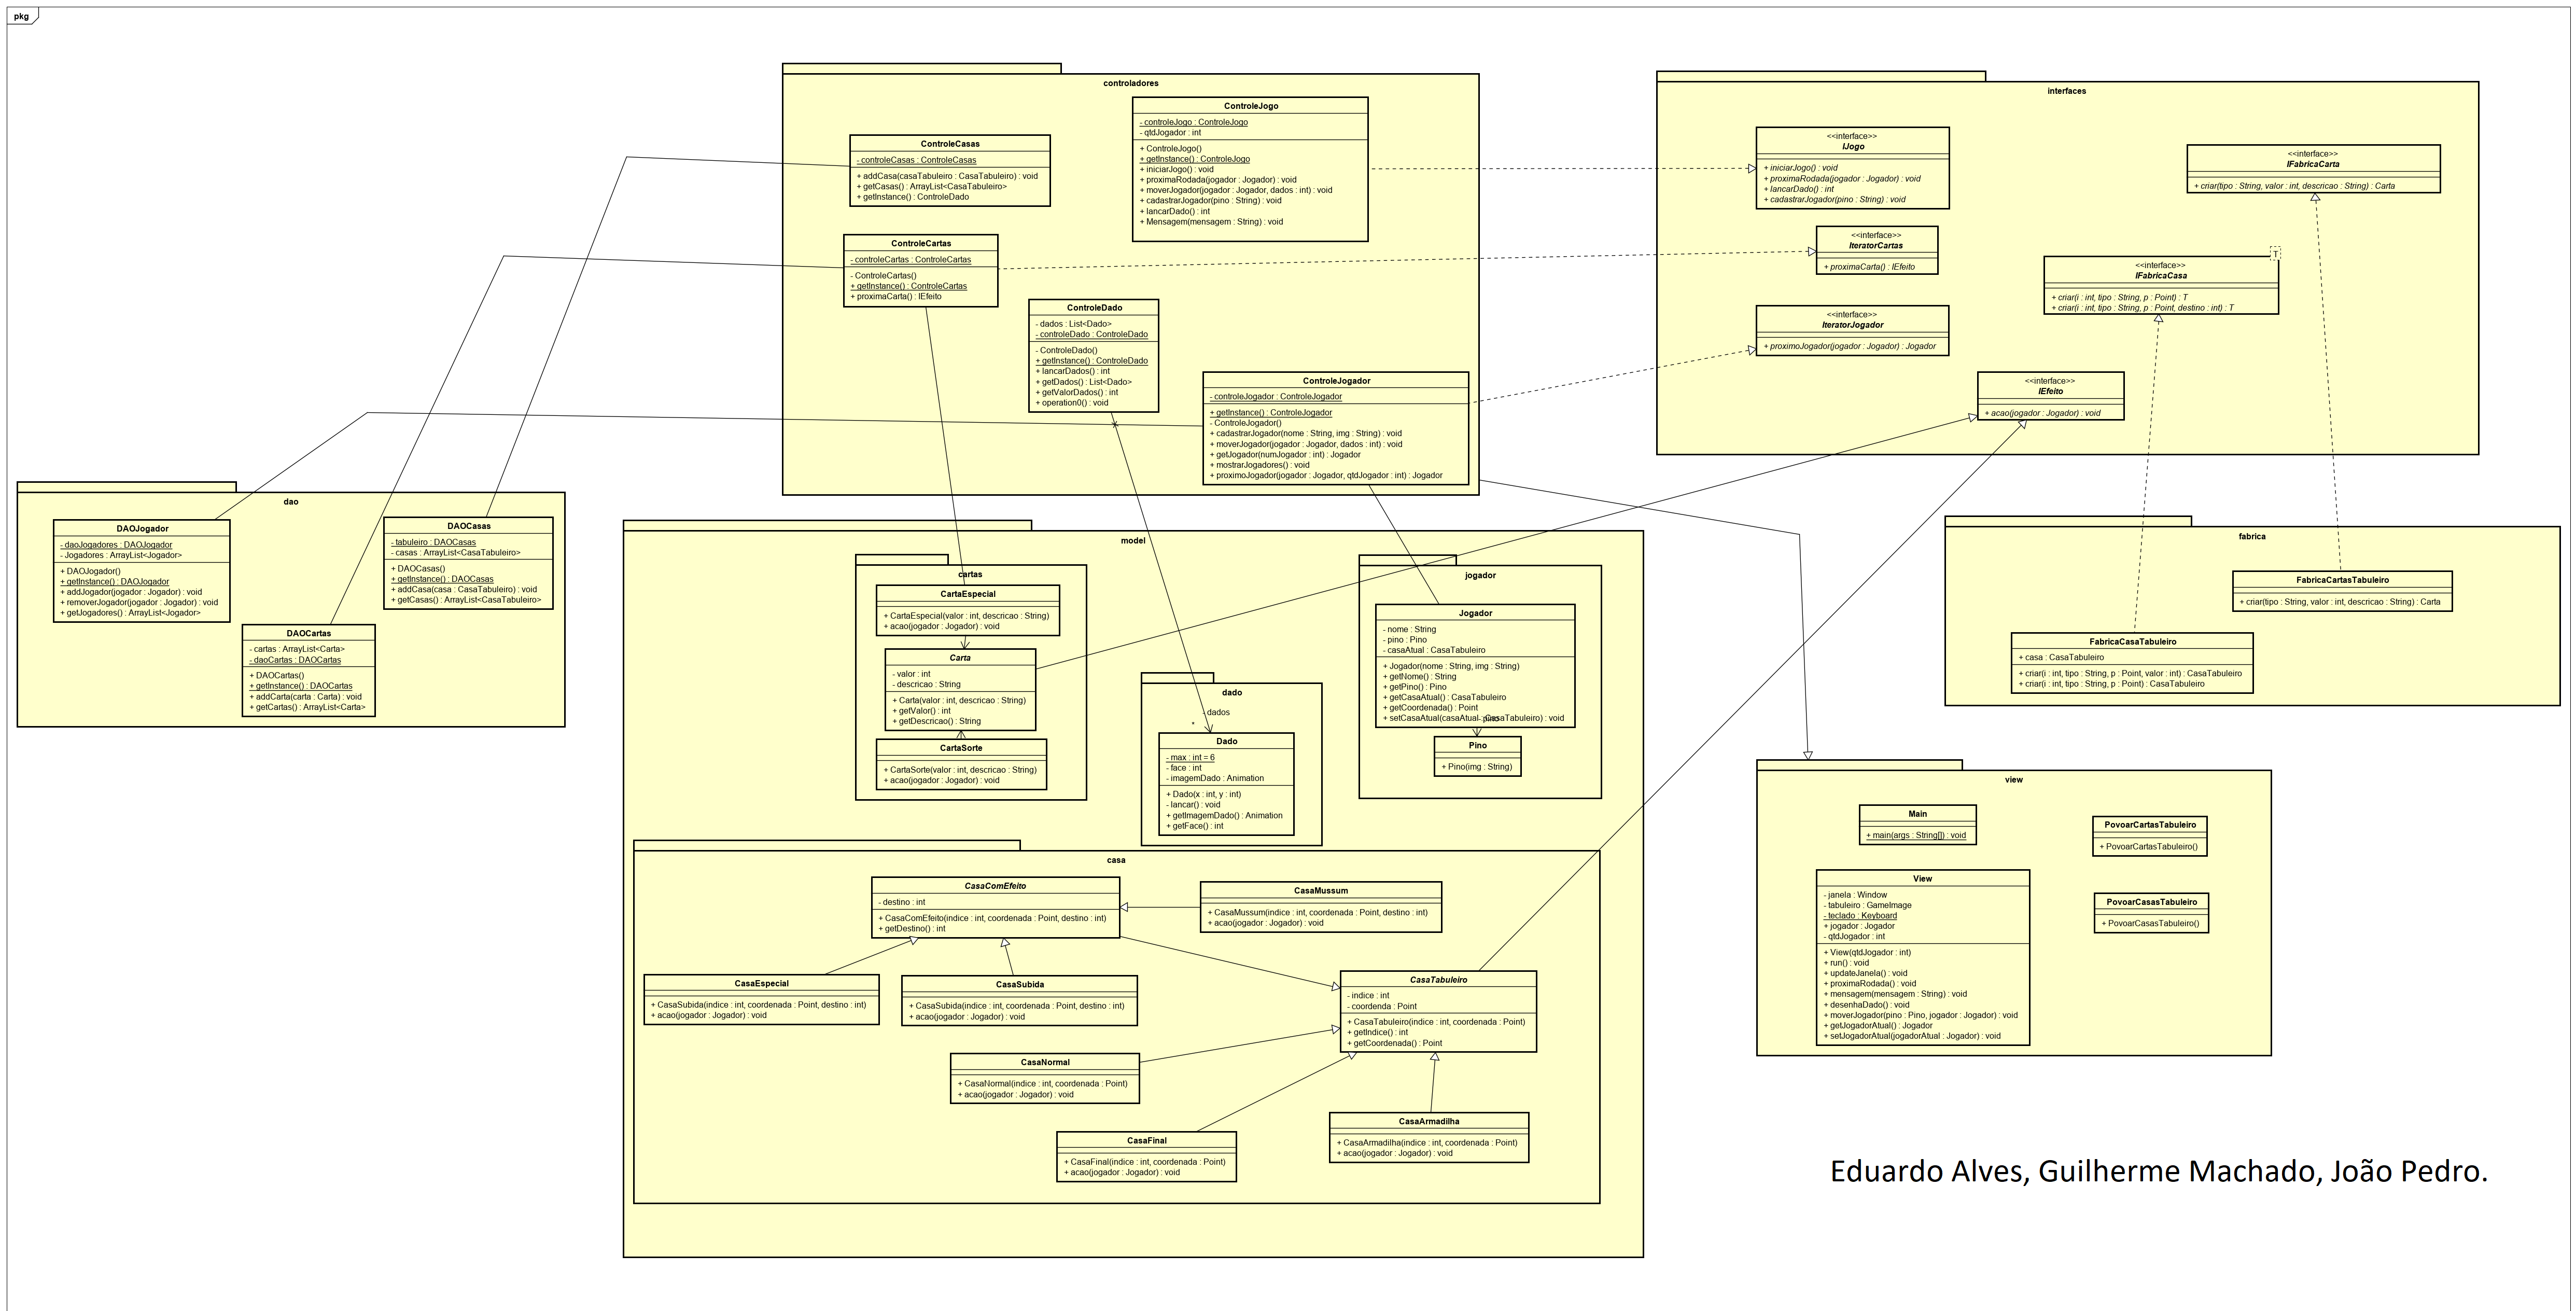 pkg
controladores
ControleJogo
- controleJogo : ControleJogo
- qtdJogador : int
+ ControleJogo()
+ getInstance() : ControleJogo
+ iniciarJogo() : void
+ proximaRodada(jogador : Jogador) : void
+ moverJogador(jogador : Jogador, dados : int) : void
+ cadastrarJogador(pino : String) : void
+ lancarDado() : int
+ Mensagem(mensagem : String) : void
ControleCasas
- controleCasas : ControleCasas
+ addCasa(casaTabuleiro : CasaTabuleiro) : void
+ getCasas() : ArrayList<CasaTabuleiro>
+ getInstance() : ControleDado
ControleCartas
- controleCartas : ControleCartas
- ControleCartas()
+ getInstance() : ControleCartas
+ proximaCarta() : IEfeito
ControleDado
- dados : List<Dado>
- controleDado : ControleDado
- ControleDado()
+ getInstance() : ControleDado
+ lancarDados() : int
+ getDados() : List<Dado>
+ getValorDados() : int
+ operation0() : void
ControleJogador
- controleJogador : ControleJogador
+ getInstance() : ControleJogador
- ControleJogador()
+ cadastrarJogador(nome : String, img : String) : void
+ moverJogador(jogador : Jogador, dados : int) : void
+ getJogador(numJogador : int) : Jogador
+ mostrarJogadores() : void
+ proximoJogador(jogador : Jogador, qtdJogador : int) : Jogador
interfaces
<<interface>>
IJogo
+ iniciarJogo() : void
+ proximaRodada(jogador : Jogador) : void
+ lancarDado() : int
+ cadastrarJogador(pino : String) : void
<<interface>>
IFabricaCarta
+ criar(tipo : String, valor : int, descricao : String) : Carta
<<interface>>
IteratorCartas
+ proximaCarta() : IEfeito
T
<<interface>>
IFabricaCasa
+ criar(i : int, tipo : String, p : Point) : T
+ criar(i : int, tipo : String, p : Point, destino : int) : T
<<interface>>
IteratorJogador
+ proximoJogador(jogador : Jogador) : Jogador
<<interface>>
IEfeito
+ acao(jogador : Jogador) : void
dao
DAOJogador
- daoJogadores : DAOJogador
- Jogadores : ArrayList<Jogador>
+ DAOJogador()
+ getInstance() : DAOJogador
+ addJogador(jogador : Jogador) : void
+ removerJogador(jogador : Jogador) : void
+ getJogadores() : ArrayList<Jogador>
DAOCasas
- tabuleiro : DAOCasas
- casas : ArrayList<CasaTabuleiro>
+ DAOCasas()
+ getInstance() : DAOCasas
+ addCasa(casa : CasaTabuleiro) : void
+ getCasas() : ArrayList<CasaTabuleiro>
DAOCartas
- cartas : ArrayList<Carta>
- daoCartas : DAOCartas
+ DAOCartas()
+ getInstance() : DAOCartas
+ addCarta(carta : Carta) : void
+ getCartas() : ArrayList<Carta>
model
cartas
CartaEspecial
+ CartaEspecial(valor : int, descricao : String)
+ acao(jogador : Jogador) : void
Carta
- valor : int
- descricao : String
+ Carta(valor : int, descricao : String)
+ getValor() : int
+ getDescricao() : String
CartaSorte
+ CartaSorte(valor : int, descricao : String)
+ acao(jogador : Jogador) : void
dado
- dados
*
Dado
- max : int = 6
- face : int
- imagemDado : Animation
+ Dado(x : int, y : int)
- lancar() : void
+ getImagemDado() : Animation
+ getFace() : int
jogador
Jogador
- nome : String
- pino : Pino
- casaAtual : CasaTabuleiro
+ Jogador(nome : String, img : String)
+ getNome() : String
+ getPino() : Pino
+ getCasaAtual() : CasaTabuleiro
+ getCoordenada() : Point
+ setCasaAtual(casaAtual : CasaTabuleiro) : void
- pino
Pino
+ Pino(img : String)
casa
CasaComEfeito
- destino : int
+ CasaComEfeito(indice : int, coordenada : Point, destino : int)
+ getDestino() : int
CasaMussum
+ CasaMussum(indice : int, coordenada : Point, destino : int)
+ acao(jogador : Jogador) : void
CasaEspecial
+ CasaSubida(indice : int, coordenada : Point, destino : int)
+ acao(jogador : Jogador) : void
CasaSubida
+ CasaSubida(indice : int, coordenada : Point, destino : int)
+ acao(jogador : Jogador) : void
CasaTabuleiro
- indice : int
- coordenda : Point
+ CasaTabuleiro(indice : int, coordenada : Point)
+ getIndice() : int
+ getCoordenada() : Point
CasaNormal
+ CasaNormal(indice : int, coordenada : Point)
+ acao(jogador : Jogador) : void
CasaFinal
+ CasaFinal(indice : int, coordenada : Point)
+ acao(jogador : Jogador) : void
CasaArmadilha
+ CasaArmadilha(indice : int, coordenada : Point)
+ acao(jogador : Jogador) : void
fabrica
FabricaCartasTabuleiro
+ criar(tipo : String, valor : int, descricao : String) : Carta
FabricaCasaTabuleiro
+ casa : CasaTabuleiro
+ criar(i : int, tipo : String, p : Point, valor : int) : CasaTabuleiro
+ criar(i : int, tipo : String, p : Point) : CasaTabuleiro
view
Main
+ main(args : String[]) : void
PovoarCartasTabuleiro
+ PovoarCartasTabuleiro()
View
- janela : Window
- tabuleiro : GameImage
- teclado : Keyboard
+ jogador : Jogador
- qtdJogador : int
+ View(qtdJogador : int)
+ run() : void
+ updateJanela() : void
+ proximaRodada() : void
+ mensagem(mensagem : String) : void
+ desenhaDado() : void
+ moverJogador(pino : Pino, jogador : Jogador) : void
+ getJogadorAtual() : Jogador
+ setJogadorAtual(jogadorAtual : Jogador) : void
PovoarCasasTabuleiro
+ PovoarCasasTabuleiro()
Eduardo Alves, Guilherme Machado, João Pedro.